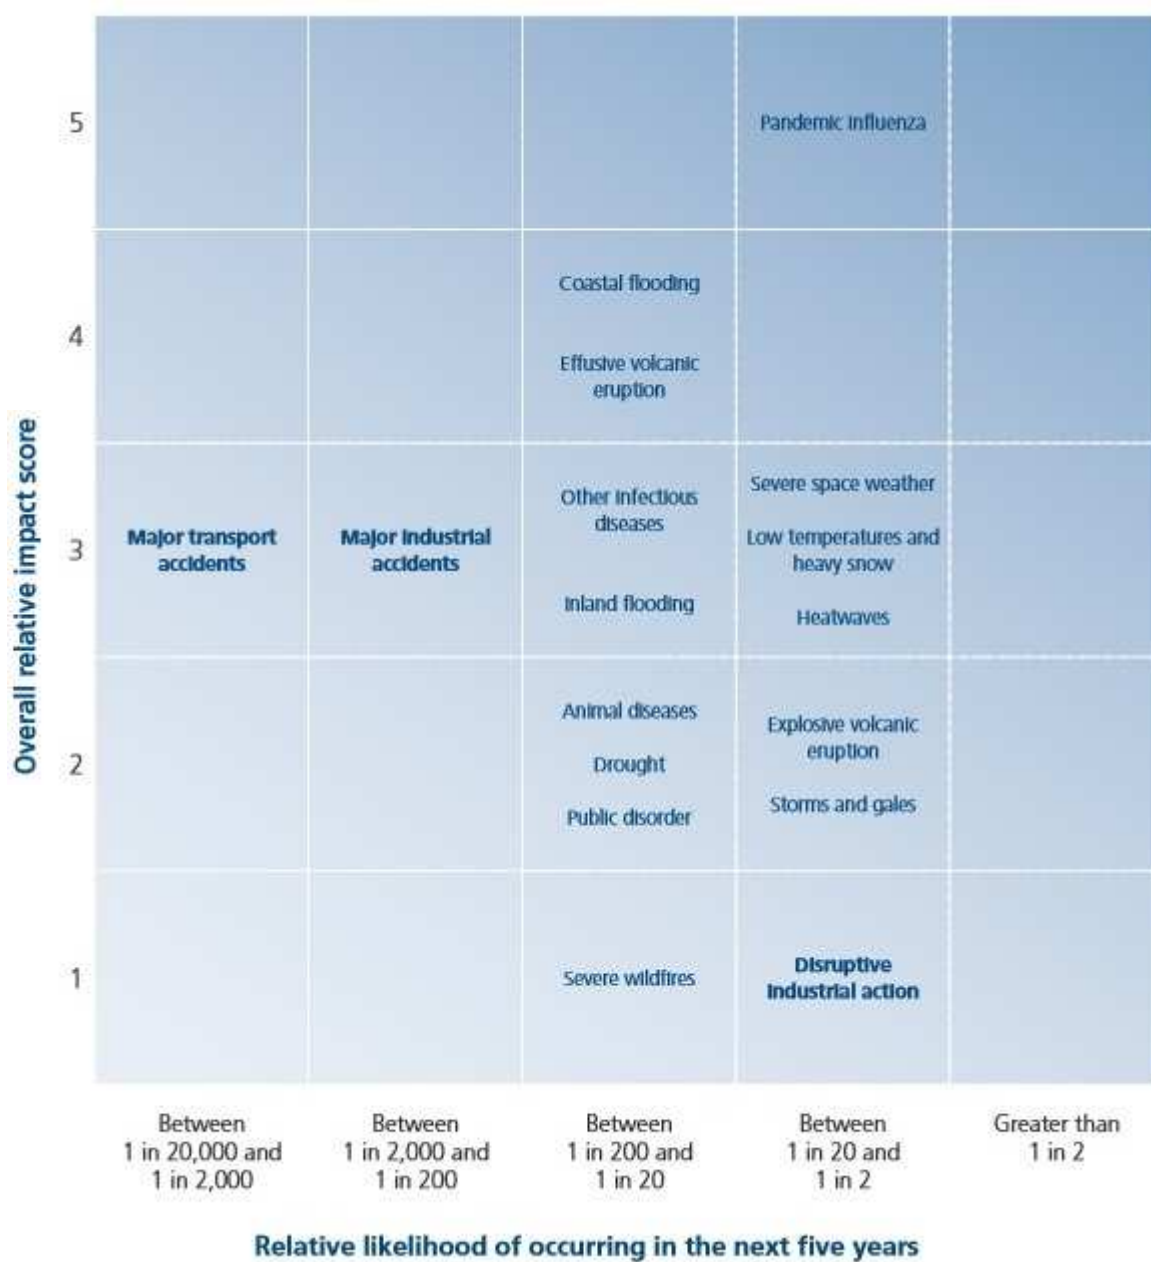 5
Pandemic influenza
Coastal flooding
4
Effusive volcanic
eruption
Overall relative impact score
3
Major transport
accidents
Major industrial
accidents
Other infectious
diseases
Inland flooding
Severe space weather
Low temperatures and
heavy snow
Heatwaves
2
Animal diseases
Drought
Public disorder
Explosive volcanic
eruption
Storms and gales
1
Severe wildfires
Disruptive
industrial action
Between
1 in 20,000 and
1 in 2,000
Between
1 in 2,000 and
1 in 200
Between
1 in 200 and
1 in 20
Between
1 in 20 and
1 in 2
Greater than
1 in 2
Relative likelihood of occurring in the next five years